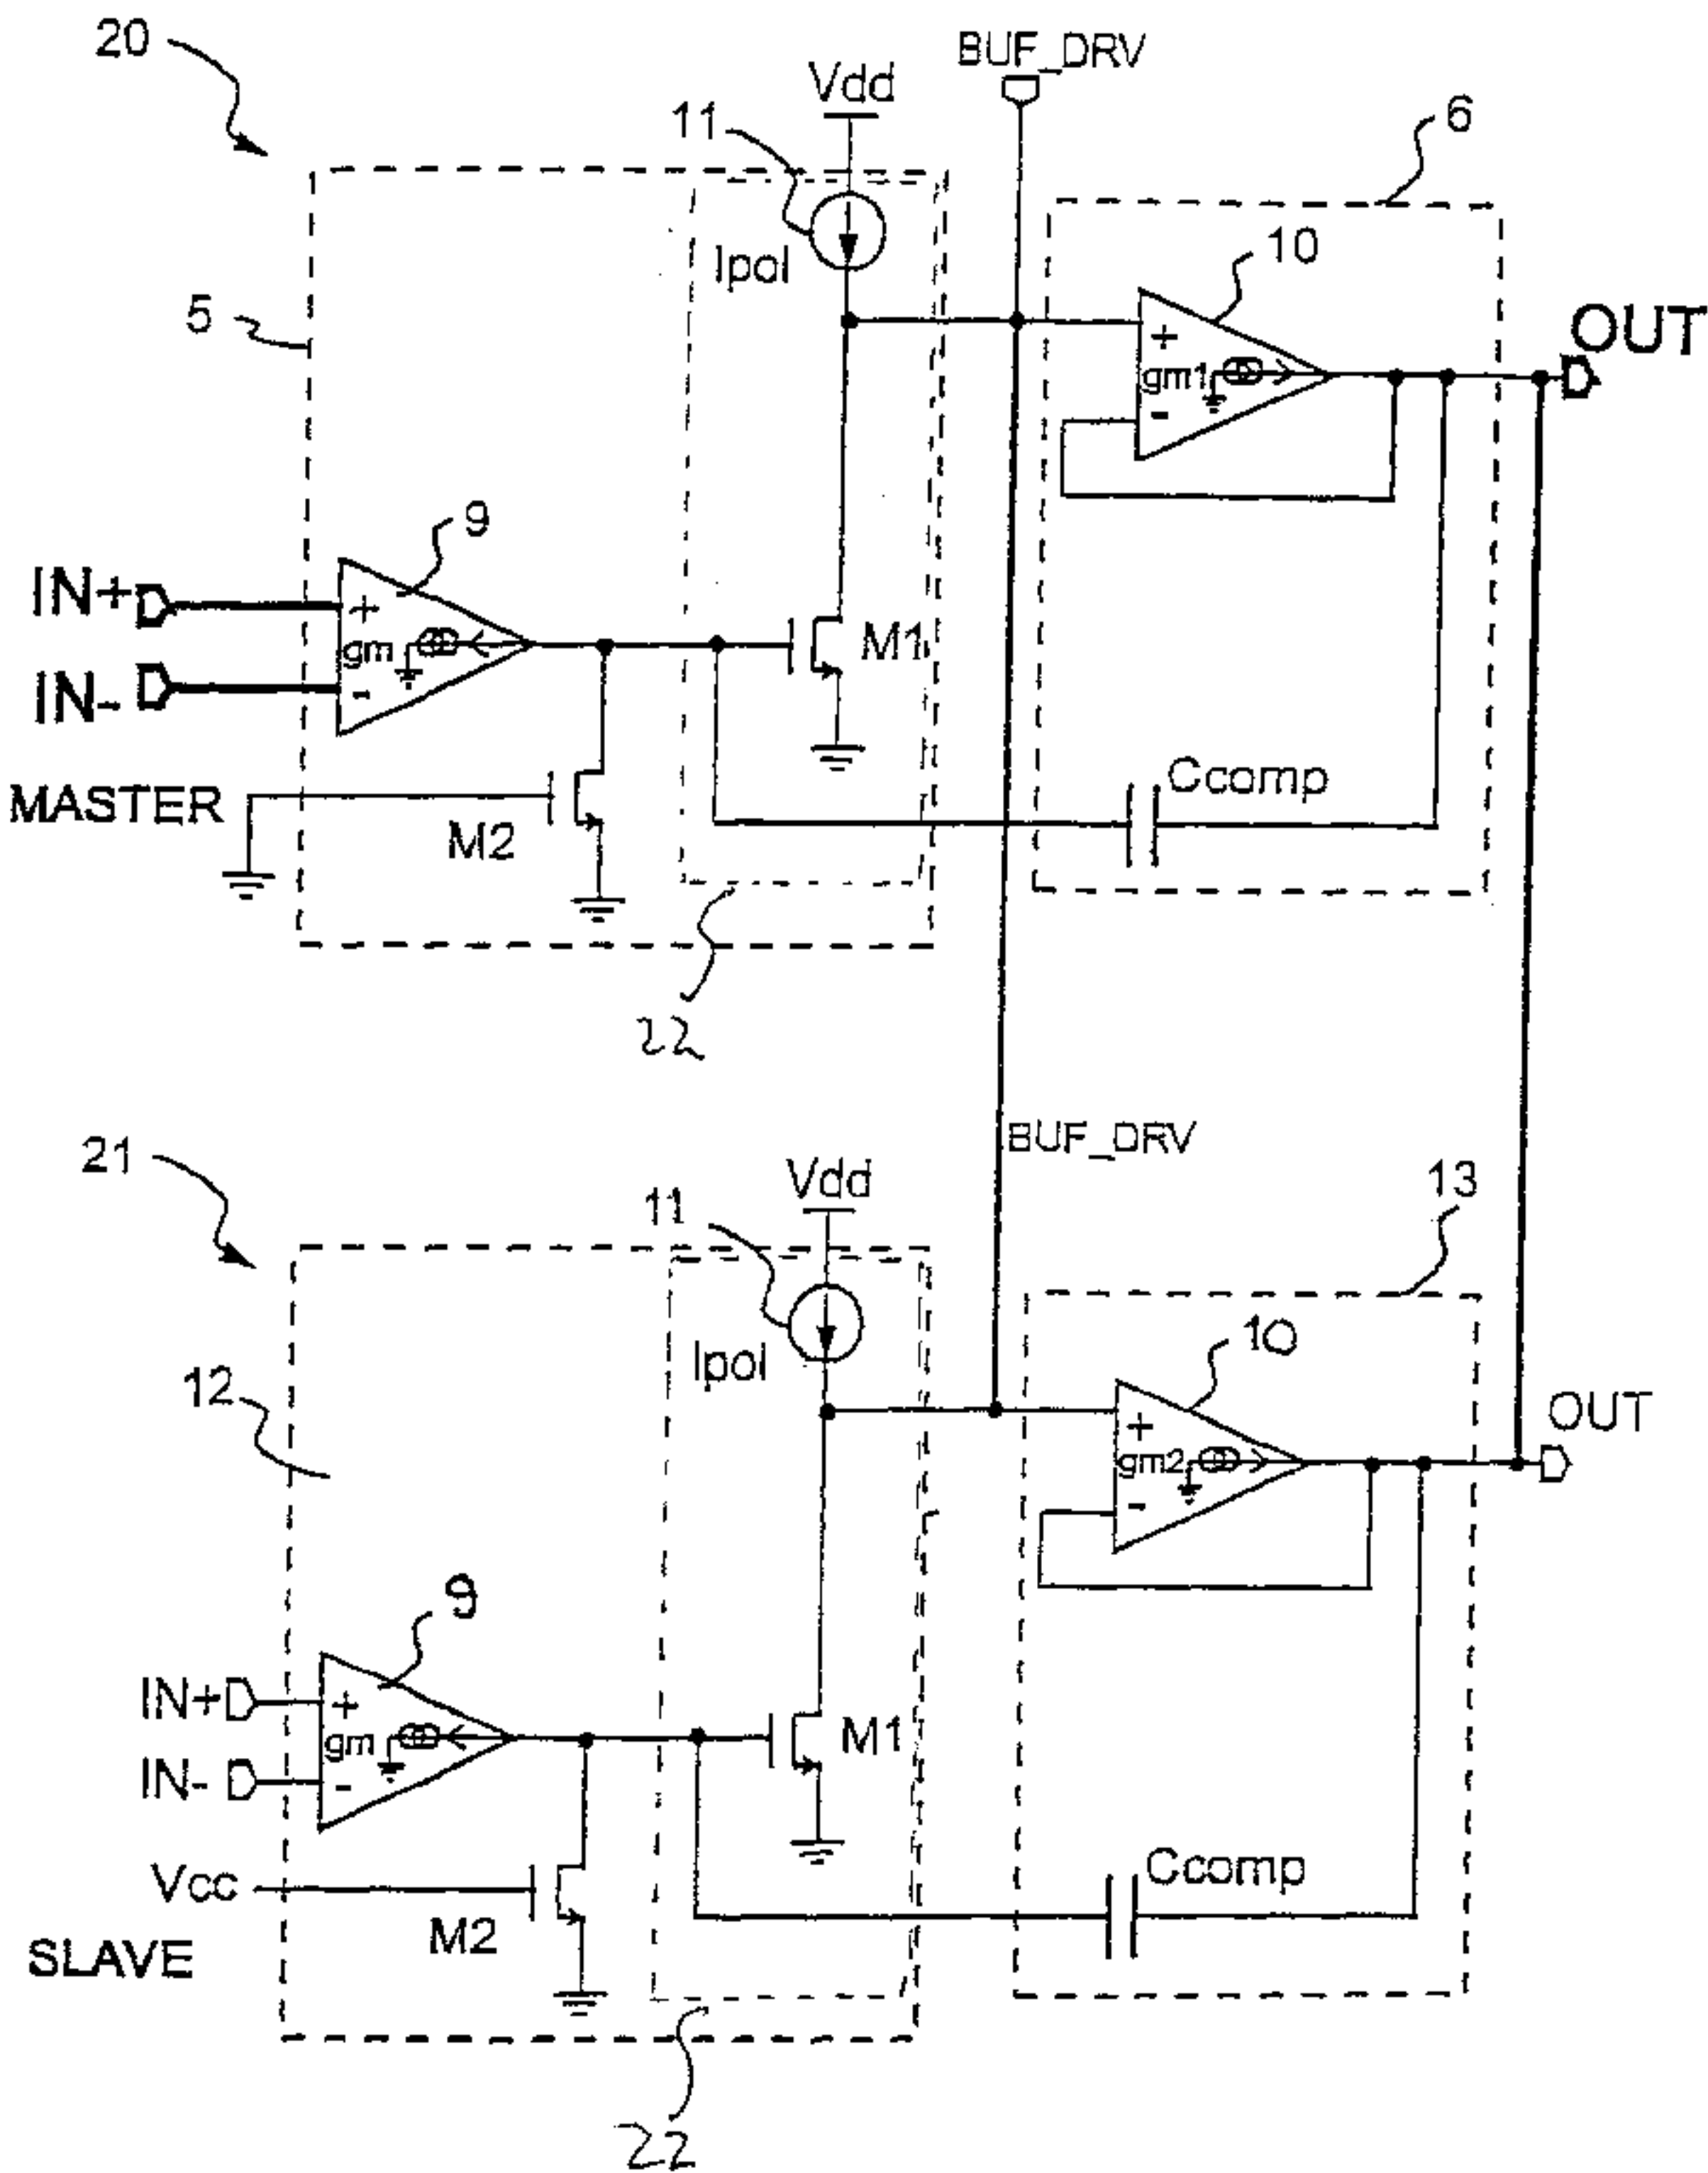 20
BUF_DRV
Vdd
11
6
Ipol
10
5
OUT
+
gm1
-
9
IN+
+
M1
gm
IN-
-
Ccomp
MASTER
M2
22
BUF_DRV
21
Vdd
13
11
10
Ipol
12
OUT
+
gm2
-
9
IN+
+
M1
gm
IN-
-
Ccomp
Vcc
M2
SLAVE
22